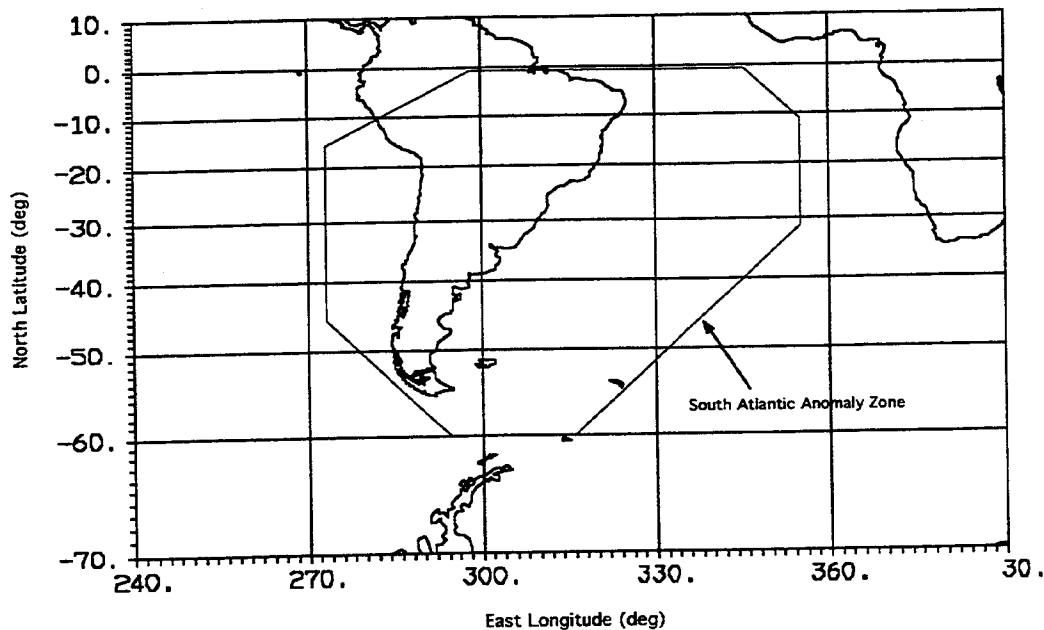 10.
0.
-10.
-20.
-30.
-40.
-50.
-60.
-70.
North Latitude (deg)
South Atlantic Anomaly Zone
240. 270. 300. 330. 360. 30.
East Longitude (deg)